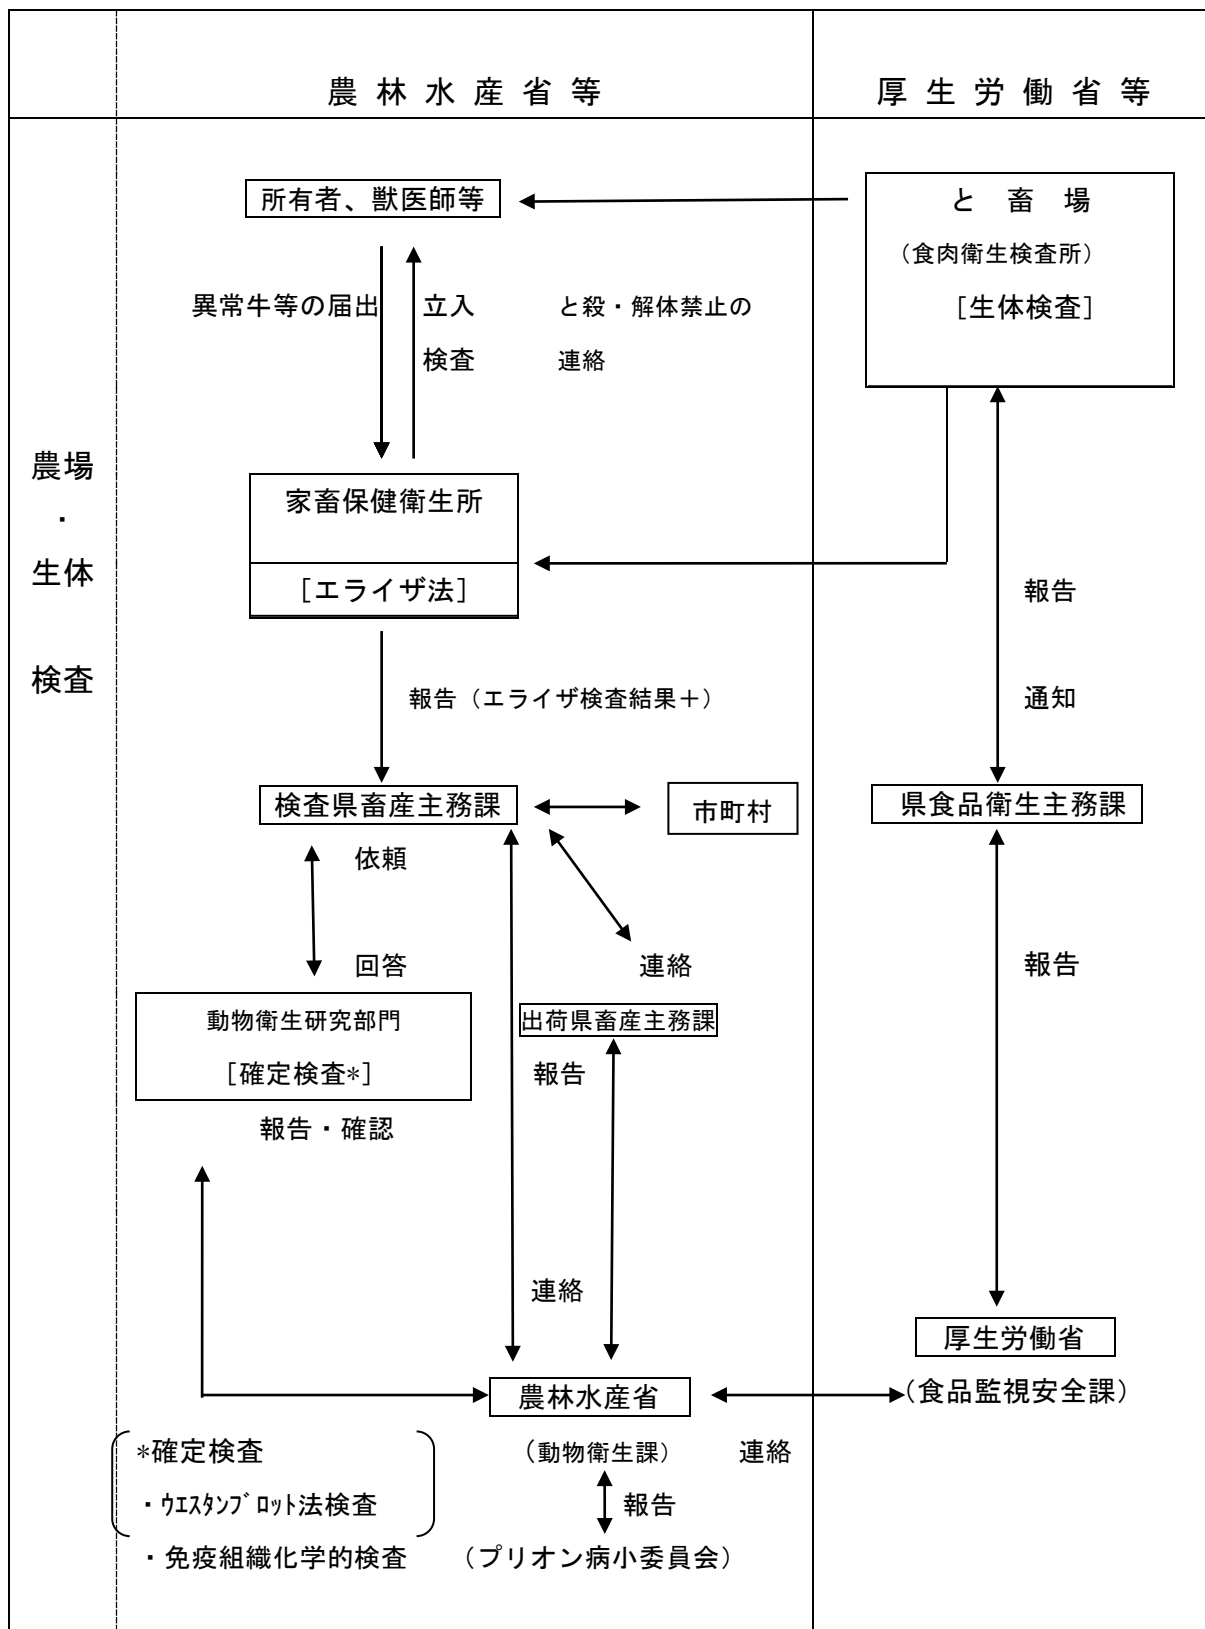 農林水産省等
厚生労働省等
所有者、獣医師等
と畜場
(食肉衛生検査所)
[生体検査]
異常牛等の届出
立入
検査
と殺・解体禁止の
連絡
農場
・
生体
検査
家畜保健衛生所
[エライザ法]
報告
通知
報告(エライザ検査結果+)
検査県畜産主務課
市町村
県食品衛生主務課
依頼
回答
連絡
報告
動物衛生研究部門
[確定検査*]
出荷県畜産主務課
報告
報告・確認
連絡
厚生労働省
(食品監視安全課)
農林水産省
(動物衛生課)
連絡
*確定検査
・ウエスタンブロット法検査
・免疫組織化学的検査
報告
(プリオン病小委員会)